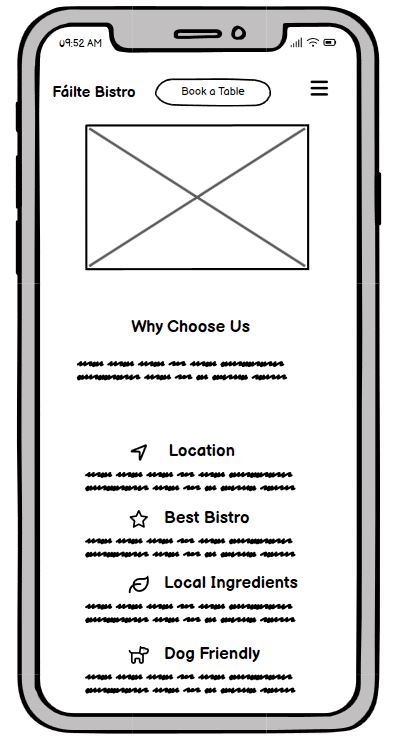 09:52 AM
Fáilte Bistro
Book a Table
Why Choose Us
Location
Best Bistro
Local Ingredients
Dog Friendly